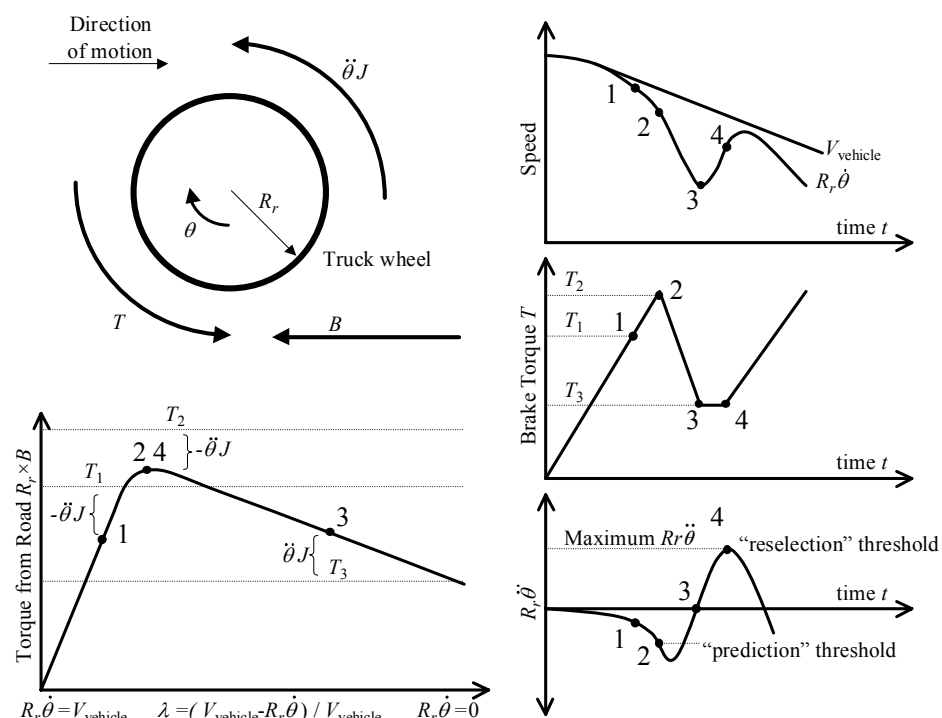 Direction
of motion
θ̈J
R_r
θ
Truck wheel
T
B
Speed
1
2
3
4
V_vehicle
R_rθ̇
time t
Brake Torque T
T_2
T_1
T_3
1
2
3
4
time t
Torque from Road R_r×B
T_2
2 4
-θ̈J
T_1
-θ̈J
1
3
θ̈J
T_3
R_rθ̇=V_vehicle
λ=(V_vehicle-R_rθ̇) / V_vehicle
R_rθ̇=0
R_rθ̈
Maximum Rrθ̈
4
“reselection” threshold
3
time t
1
2
“prediction” threshold